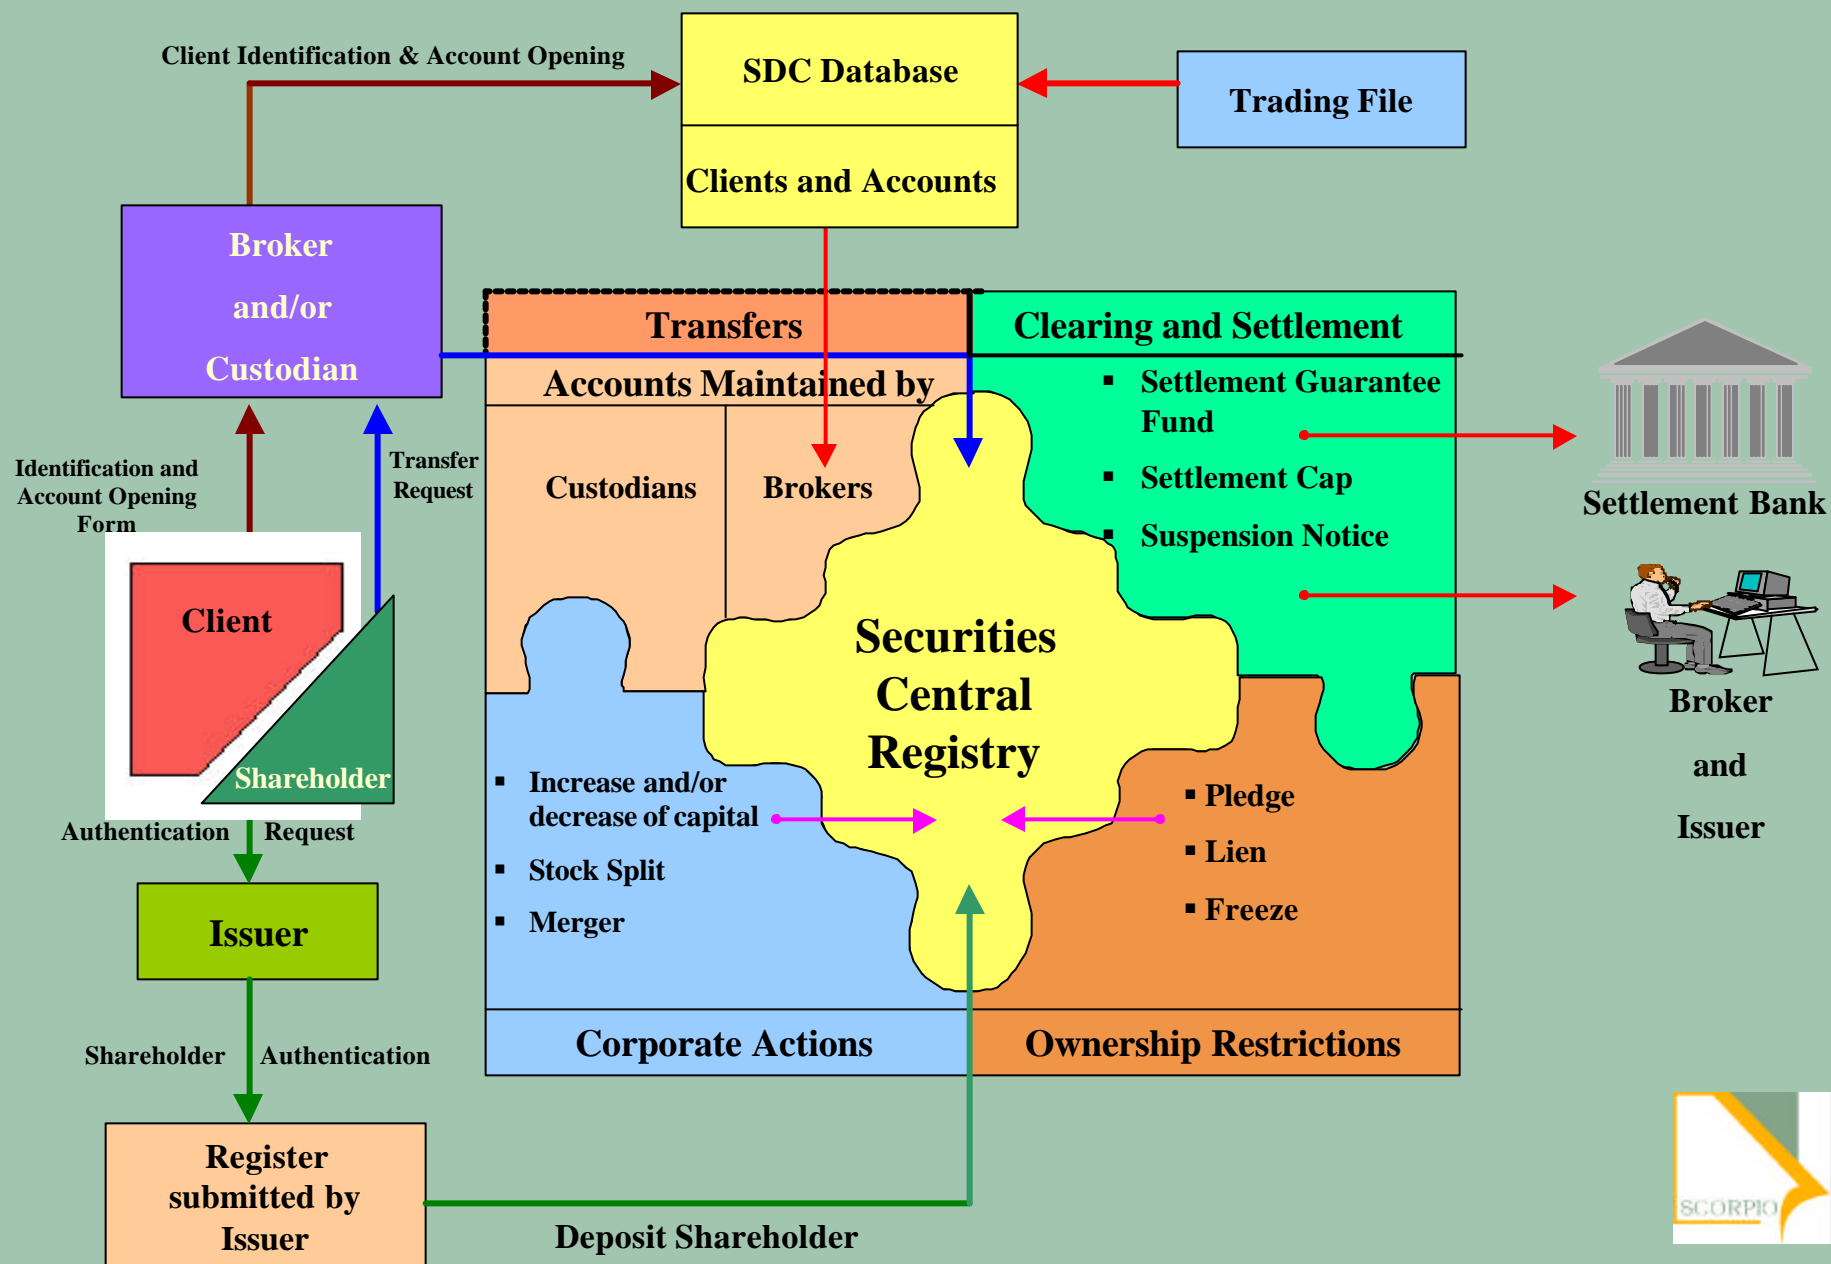 Client Identification & Account Opening
SDC Database
Trading File
Clients and Accounts
Broker
and/or
Custodian
Transfers
Clearing and Settlement
Accounts Maintained by
▪ Settlement Guarantee
Fund
▪ Settlement Cap
▪ Suspension Notice
Custodians
Brokers
Settlement Bank
Identification and
Account Opening
Form
Transfer
Request
Client
Shareholder
Securities
Central
Registry
Broker
and
Issuer
▪ Increase and/or
decrease of capital
▪ Stock Split
▪ Merger
▪ Pledge
▪ Lien
▪ Freeze
Authentication Request
Issuer
Corporate Actions
Ownership Restrictions
Shareholder Authentication
Register
submitted by
Issuer
Deposit Shareholder
SCORPIO